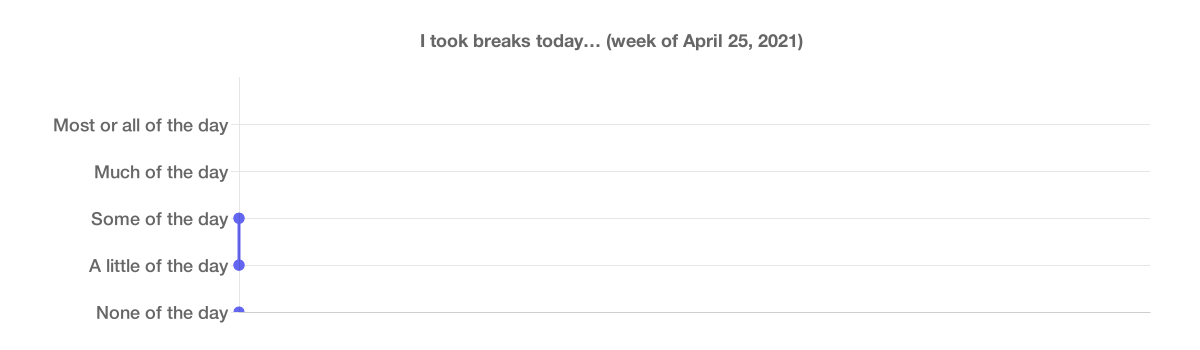 I took breaks today… (week of April 25, 2021)
Most or all of the day
Much of the day
Some of the day
A little of the day
None of the day